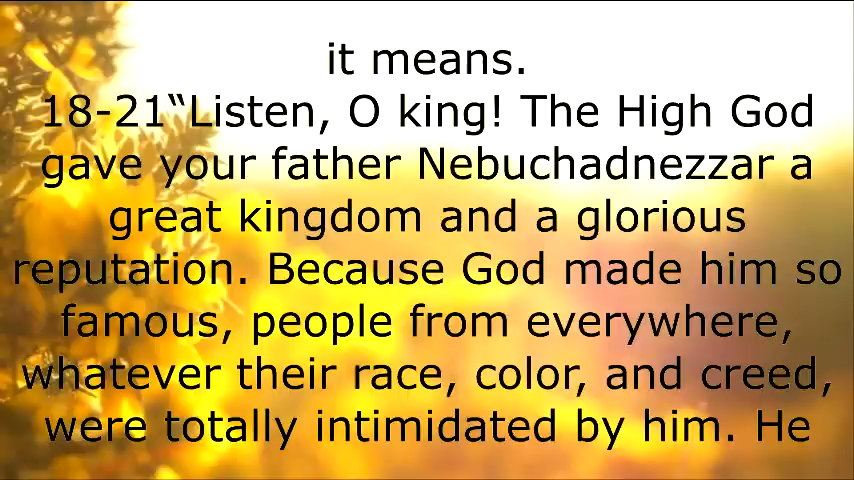 it means.
18-21“Listen, O king! The High God
gave your father Nebuchadnezzar a
great kingdom and a glorious
reputation. Because God made him so
famous, people from everywhere,
whatever their race, color, and creed,
were totally intimidated by him. He